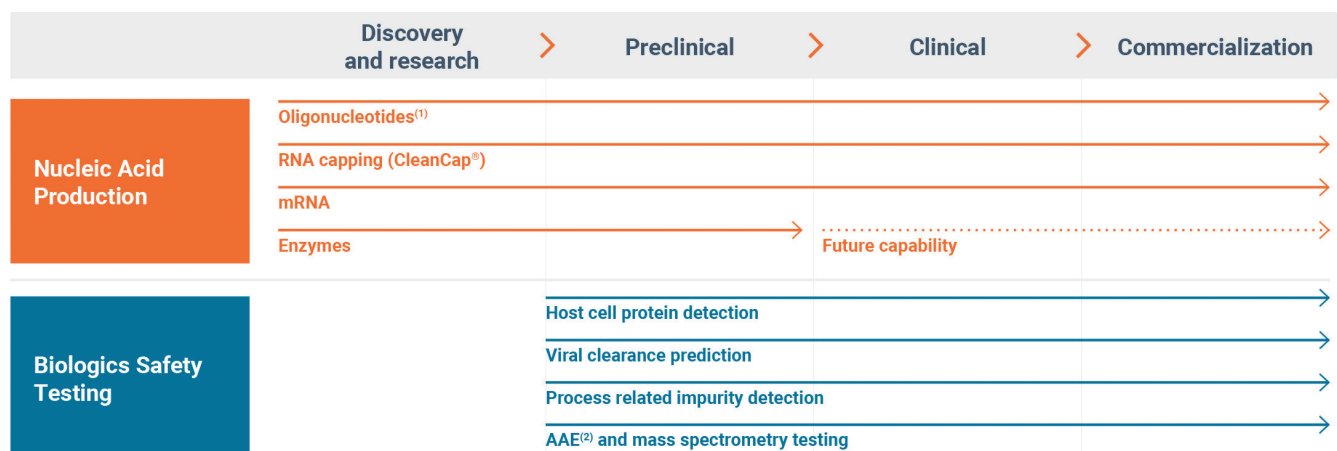 Discovery
and research
Preclinical
Clinical
Commercialization
Nucleic Acid
Production
Oligonucleotides(1)
RNA capping (CleanCap®)
mRNA
Enzymes
Future capability
Biologics Safety
Testing
Host cell protein detection
Viral clearance prediction
Process related impurity detection
AAE(2) and mass spectrometry testing